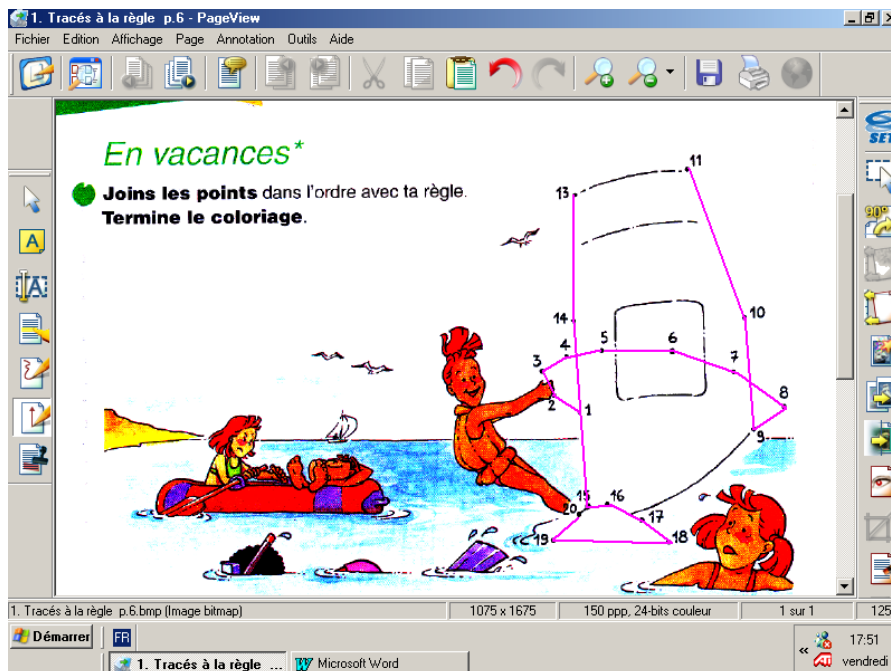 1. Tracés à la règle  p.6 - PageView
Fichier Edition Affichage Page Annotation Outils Aide
90°
SET
A
A
En vacances*
Joins les points dans l'ordre avec ta règle.
Termine le coloriage.
11
13
10
14
4
5
6
7
3
8
2
1
9
15
16
20
17
19
18
1. Tracés à la règle  p.6.bmp (Image bitmap)
1075 x 1675
150 ppp, 24-bits couleur
1 sur 1
125
Démarrer
FR
17:51
1. Tracés à la règle ...
Microsoft Word
vendredi